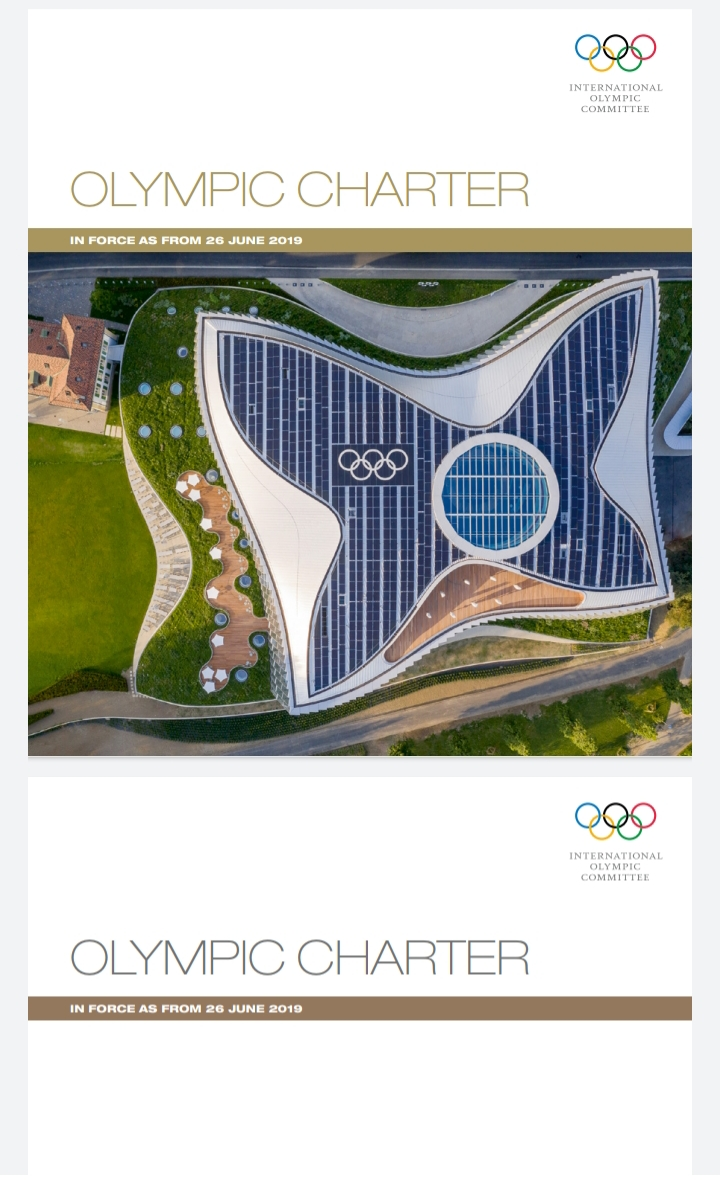 INTERNATIONAL
OLYMPIC
COMMITTEE
OLYMPIC CHARTER
IN FORCE AS FROM 26 JUNE 2019
INTERNATIONAL
OLYMPIC
COMMITTEE
OLYMPIC CHARTER
IN FORCE AS FROM 26 JUNE 2019